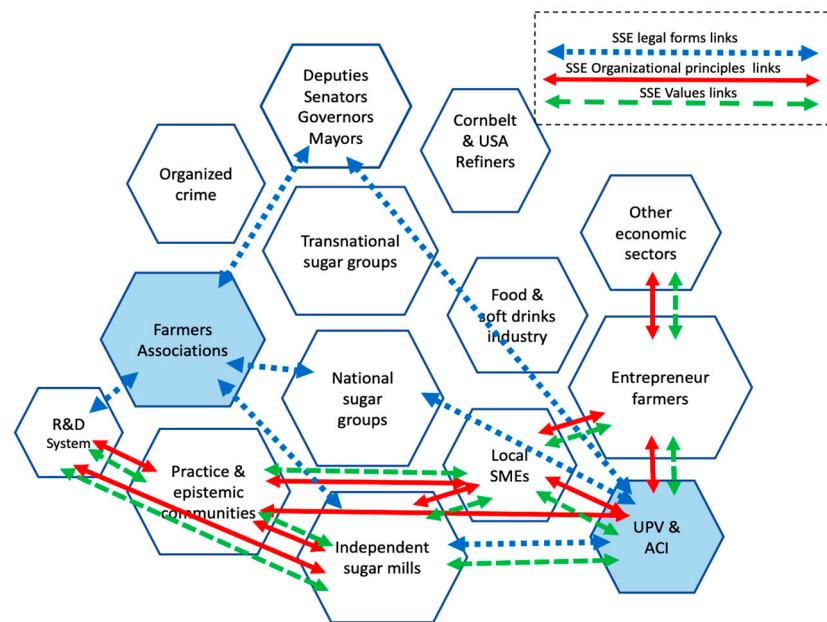 SSE legal forms links
SSE Organizational principles links
SSE Values links
Deputies
Senators
Governors
Mayors
Cornbelt
& USA
Refiners
Organized
crime
Other
economic
sectors
Transnational
sugar groups
Food &
soft drinks
industry
Farmers
Associations
National
sugar
groups
Entrepreneur
farmers
R&D
System
Practice &
epistemic
communities
Local
SMEs
Independent
sugar mills
UPV &
ACI